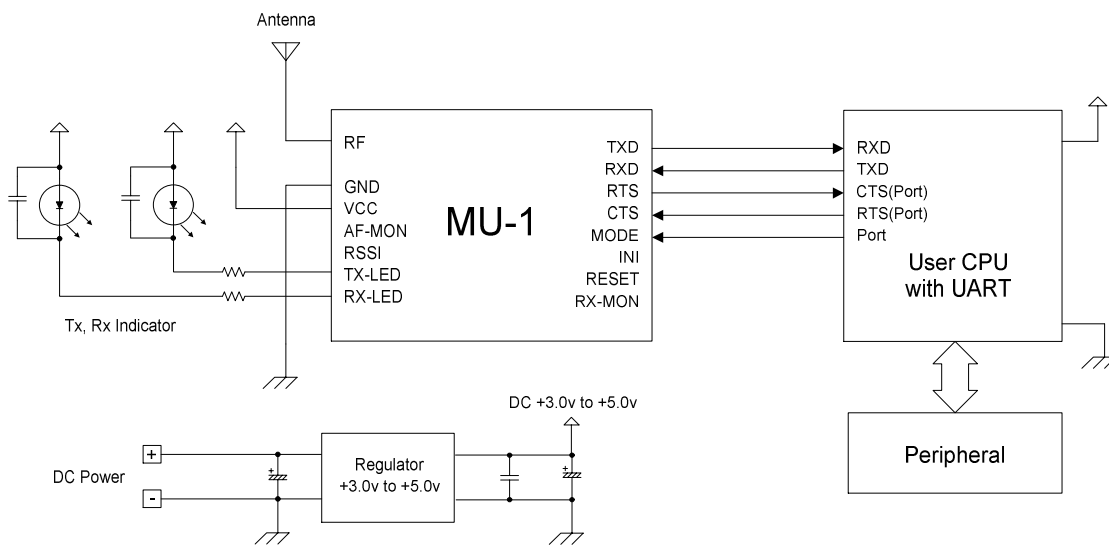 Antenna
RF
GND
VCC
AF-MON
RSSI
TX-LED
RX-LED
MU-1
TXD
RXD
RTS
CTS
MODE
INI
RESET
RX-MON
RXD
TXD
CTS(Port)
RTS(Port)
Port
User CPU
with UART
Tx, Rx Indicator
Peripheral
DC Power
+
-
+
Regulator
+3.0v to +5.0v
DC +3.0v to +5.0v
+